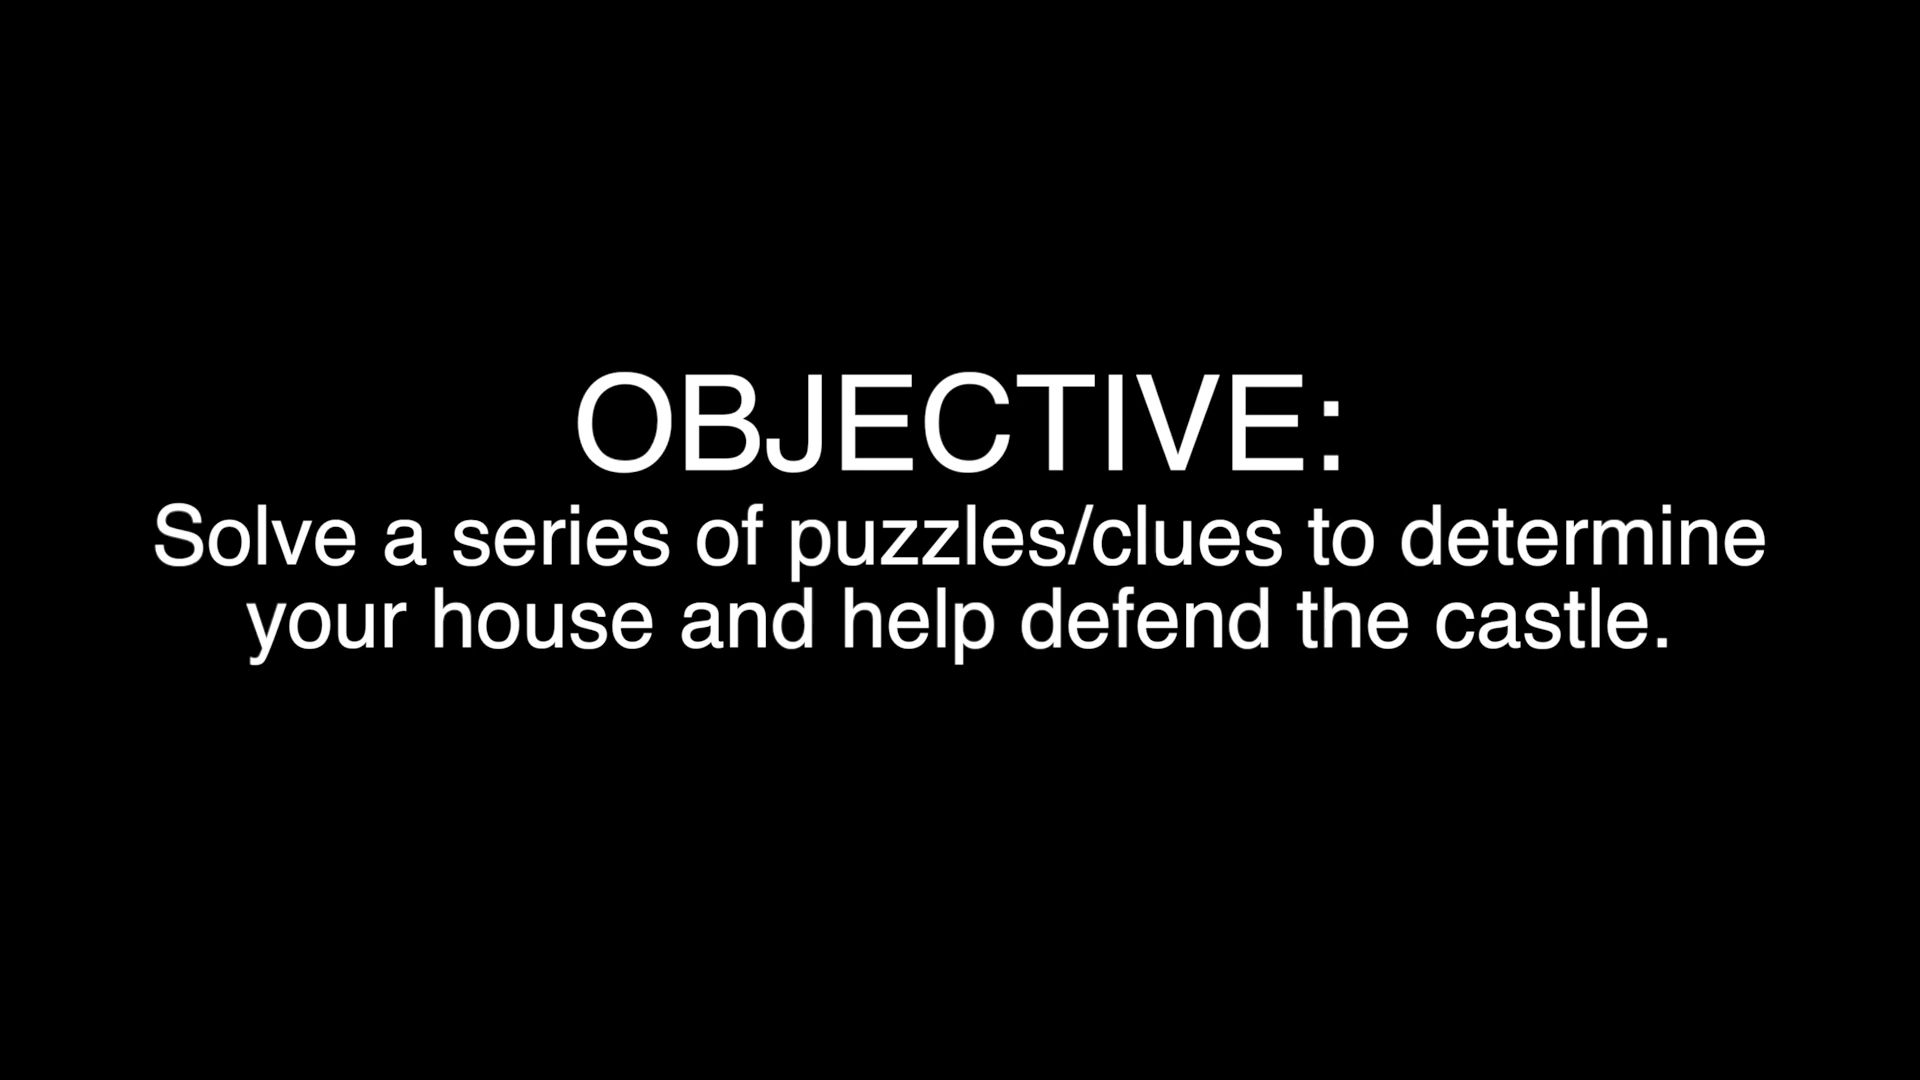 OBJECTIVE:
Solve a series of puzzles/clues to determine
your house and help defend the castle.